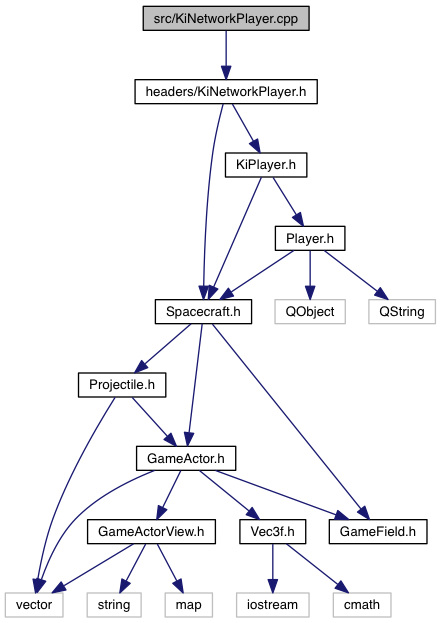 src/KiNetworkPlayer.cpp
headers/KiNetworkPlayer.h
KiPlayer.h
Player.h
Spacecraft.h
QObject
QString
Projectile.h
GameActor.h
GameActorView.h
Vec3f.h
GameField.h
vector
string
map
iostream
cmath